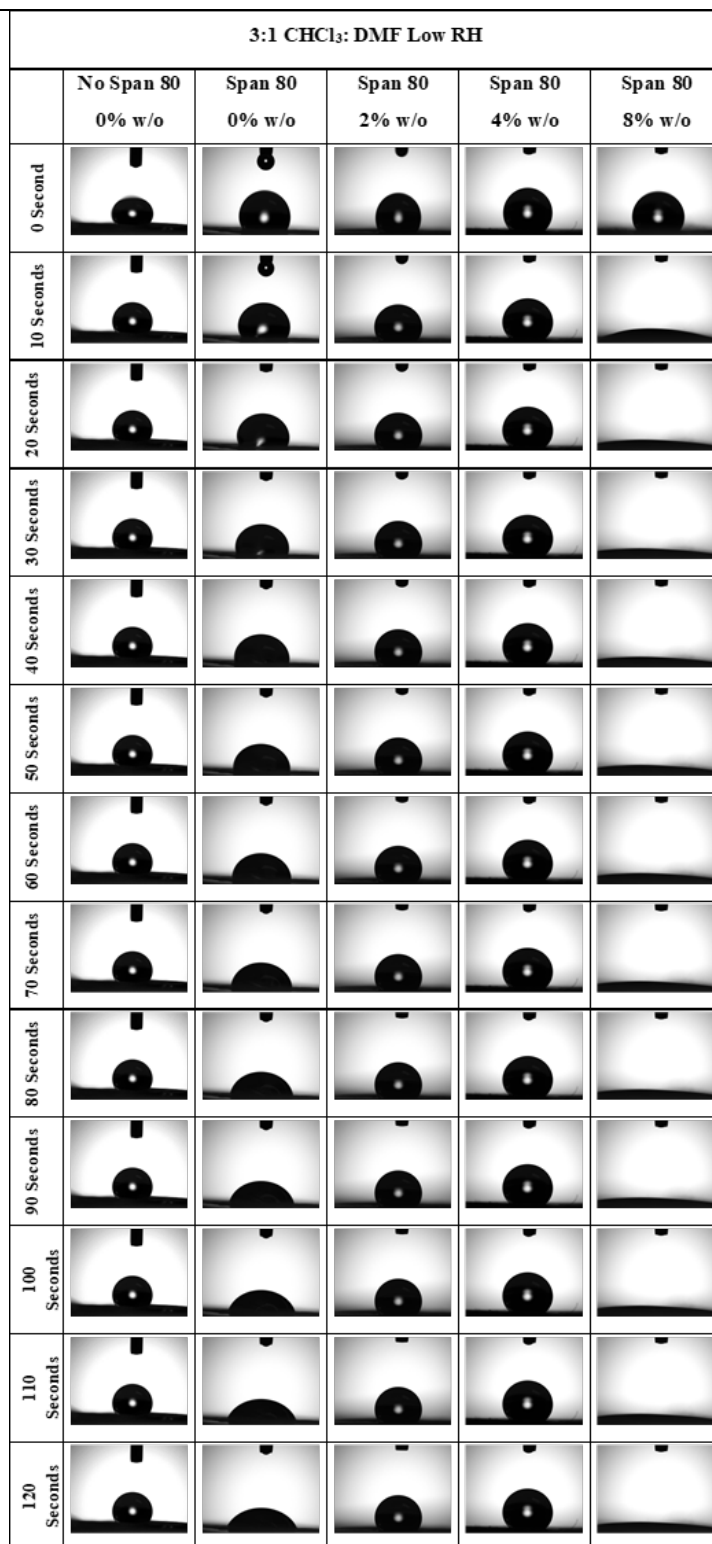 3:1 CHCl₃: DMF Low RH
No Span 80 0% w/o
Span 80 0% w/o
Span 80 2% w/o
Span 80 4% w/o
Span 80 8% w/o
0 Second
10 Seconds
20 Seconds
30 Seconds
40 Seconds
50 Seconds
60 Seconds
70 Seconds
80 Seconds
90 Seconds
100
Seconds
110
Seconds
120
Seconds